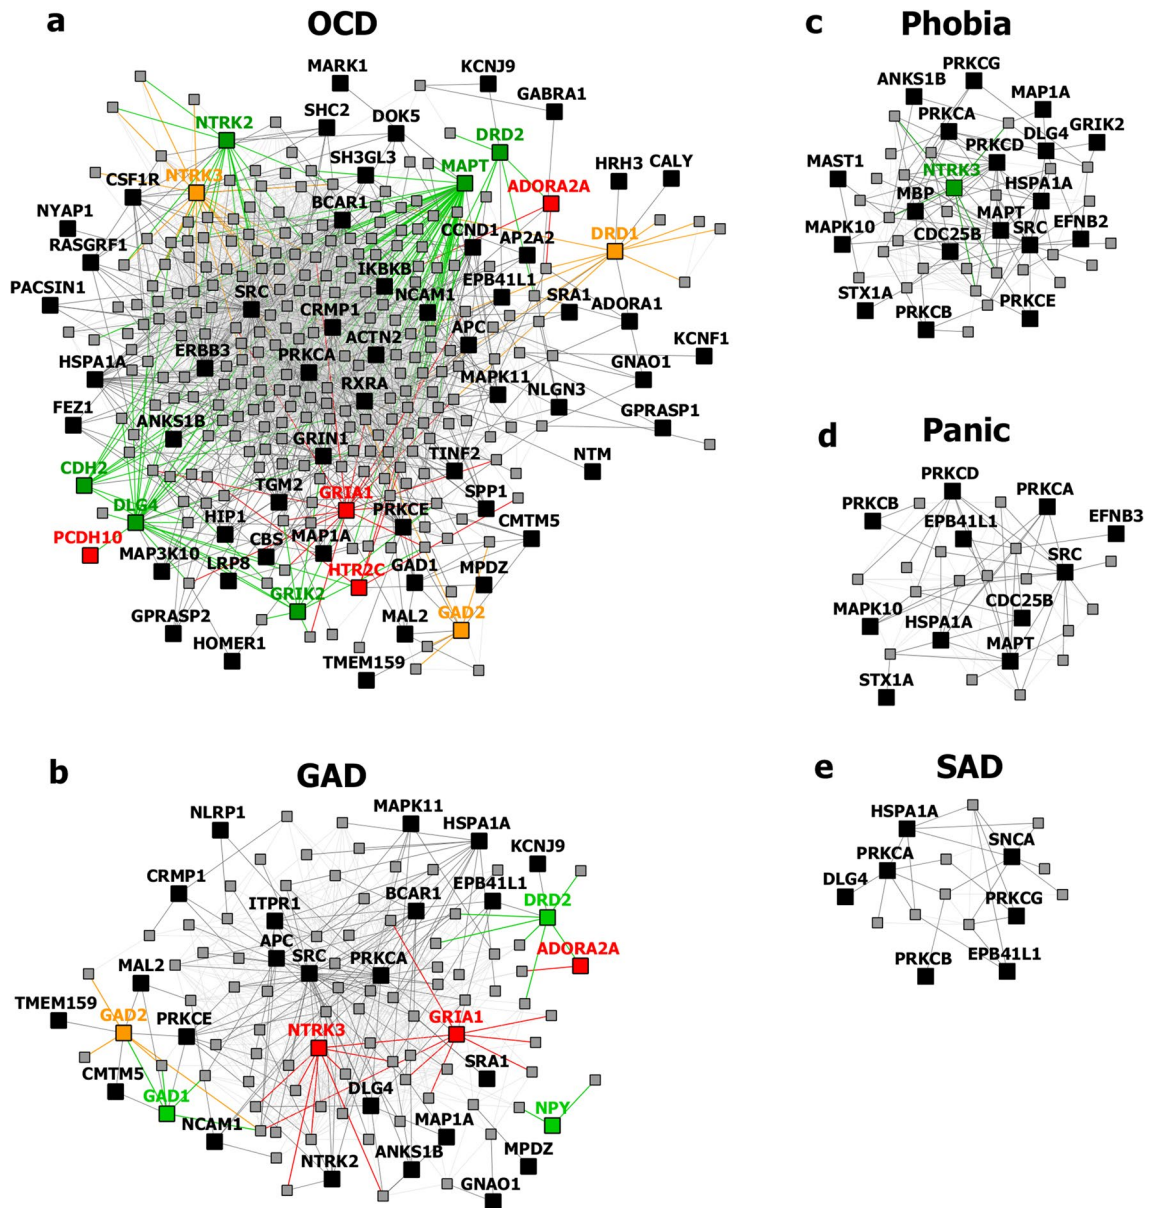 a
OCD
MARK1
KCNJ9
GABRA1
SHC2
DOK5
NTRK2
DRD2
SH3GL3
MAPT
HRH3
CALY
NTRK3
CSF1R
ADORA2A
NYAP1
BCAR1
DRD1
RASGRF1
CCND1
AP2A2
IKBKB
EPB41L1
PACSIN1
SRC
NCAM1
SRA1
ADORA1
CRMP1
APC
KCNF1
ERBB3
ACTN2
HSPA1A
PRKCA
MAPK11
GNAO1
RXRA
NLGN3
FEZ1
GPRASP1
ANKS1B
GRIN1
TINF2
NTM
CDH2
TGM2
GRIA1
SPP1
DLG4
HIP1
PRKCE
CMTM5
PCDH10
CBS
MAP1A
MAP3K10
LRP8
HTR2C
GAD1
MPDZ
GRIK2
GPRASP2
GAD2
MAL2
HOMER1
TMEM159
b
GAD
NLRP1
MAPK11
HSPA1A
KCNJ9
CRMP1
EPB41L1
ITPR1
BCAR1
DRD2
APC
SRC
PRKCA
ADORA2A
MAL2
TMEM159
GAD2
PRKCE
NTRK3
GRIA1
CMTM5
SRA1
GAD1
DLG4
NPY
NCAM1
MAP1A
MPDZ
NTRK2
ANKS1B
GNAO1
c
Phobia
PRKCG
ANKS1B
MAP1A
PRKCA
DLG4
GRIK2
PRKCD
MAST1
NTRK3
HSPA1A
MBP
MAPT
EFNB2
MAPK10
CDC25B
SRC
STX1A
PRKCB
PRKCE
d
Panic
PRKCD
PRKCB
PRKCA
EPB41L1
EFNB3
SRC
MAPK10
CDC25B
HSPA1A
MAPT
STX1A
e
SAD
HSPA1A
SNCA
PRKCA
DLG4
PRKCG
PRKCB
EPB41L1